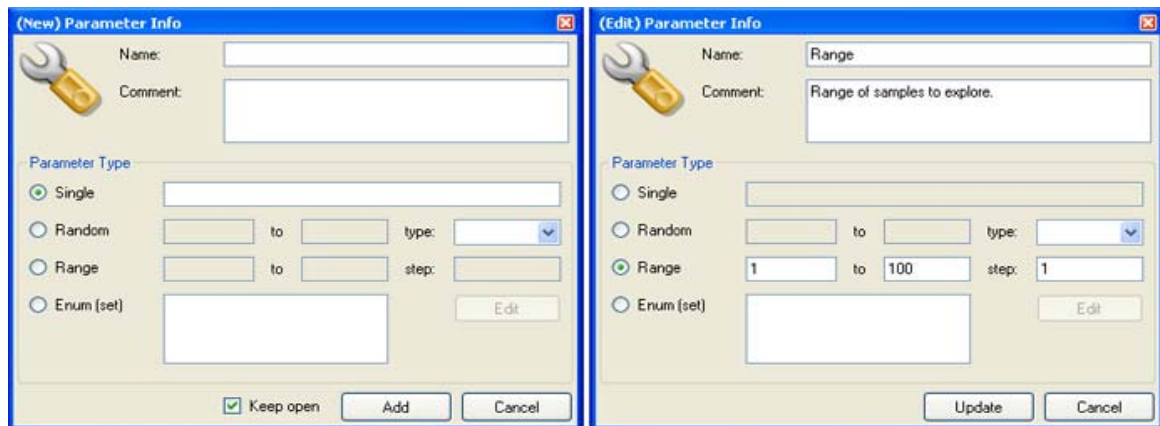 (New) Parameter Info
Name:
Comment:
Parameter Type
Single
Random to type:
Range to step:
Enum (set) Edit
Keep open Add Cancel
(Edit) Parameter Info
Name: Range
Comment: Range of samples to explore.
Parameter Type
Single
Random to type:
Range 1 to 100 step: 1
Enum (set) Edit
Update Cancel